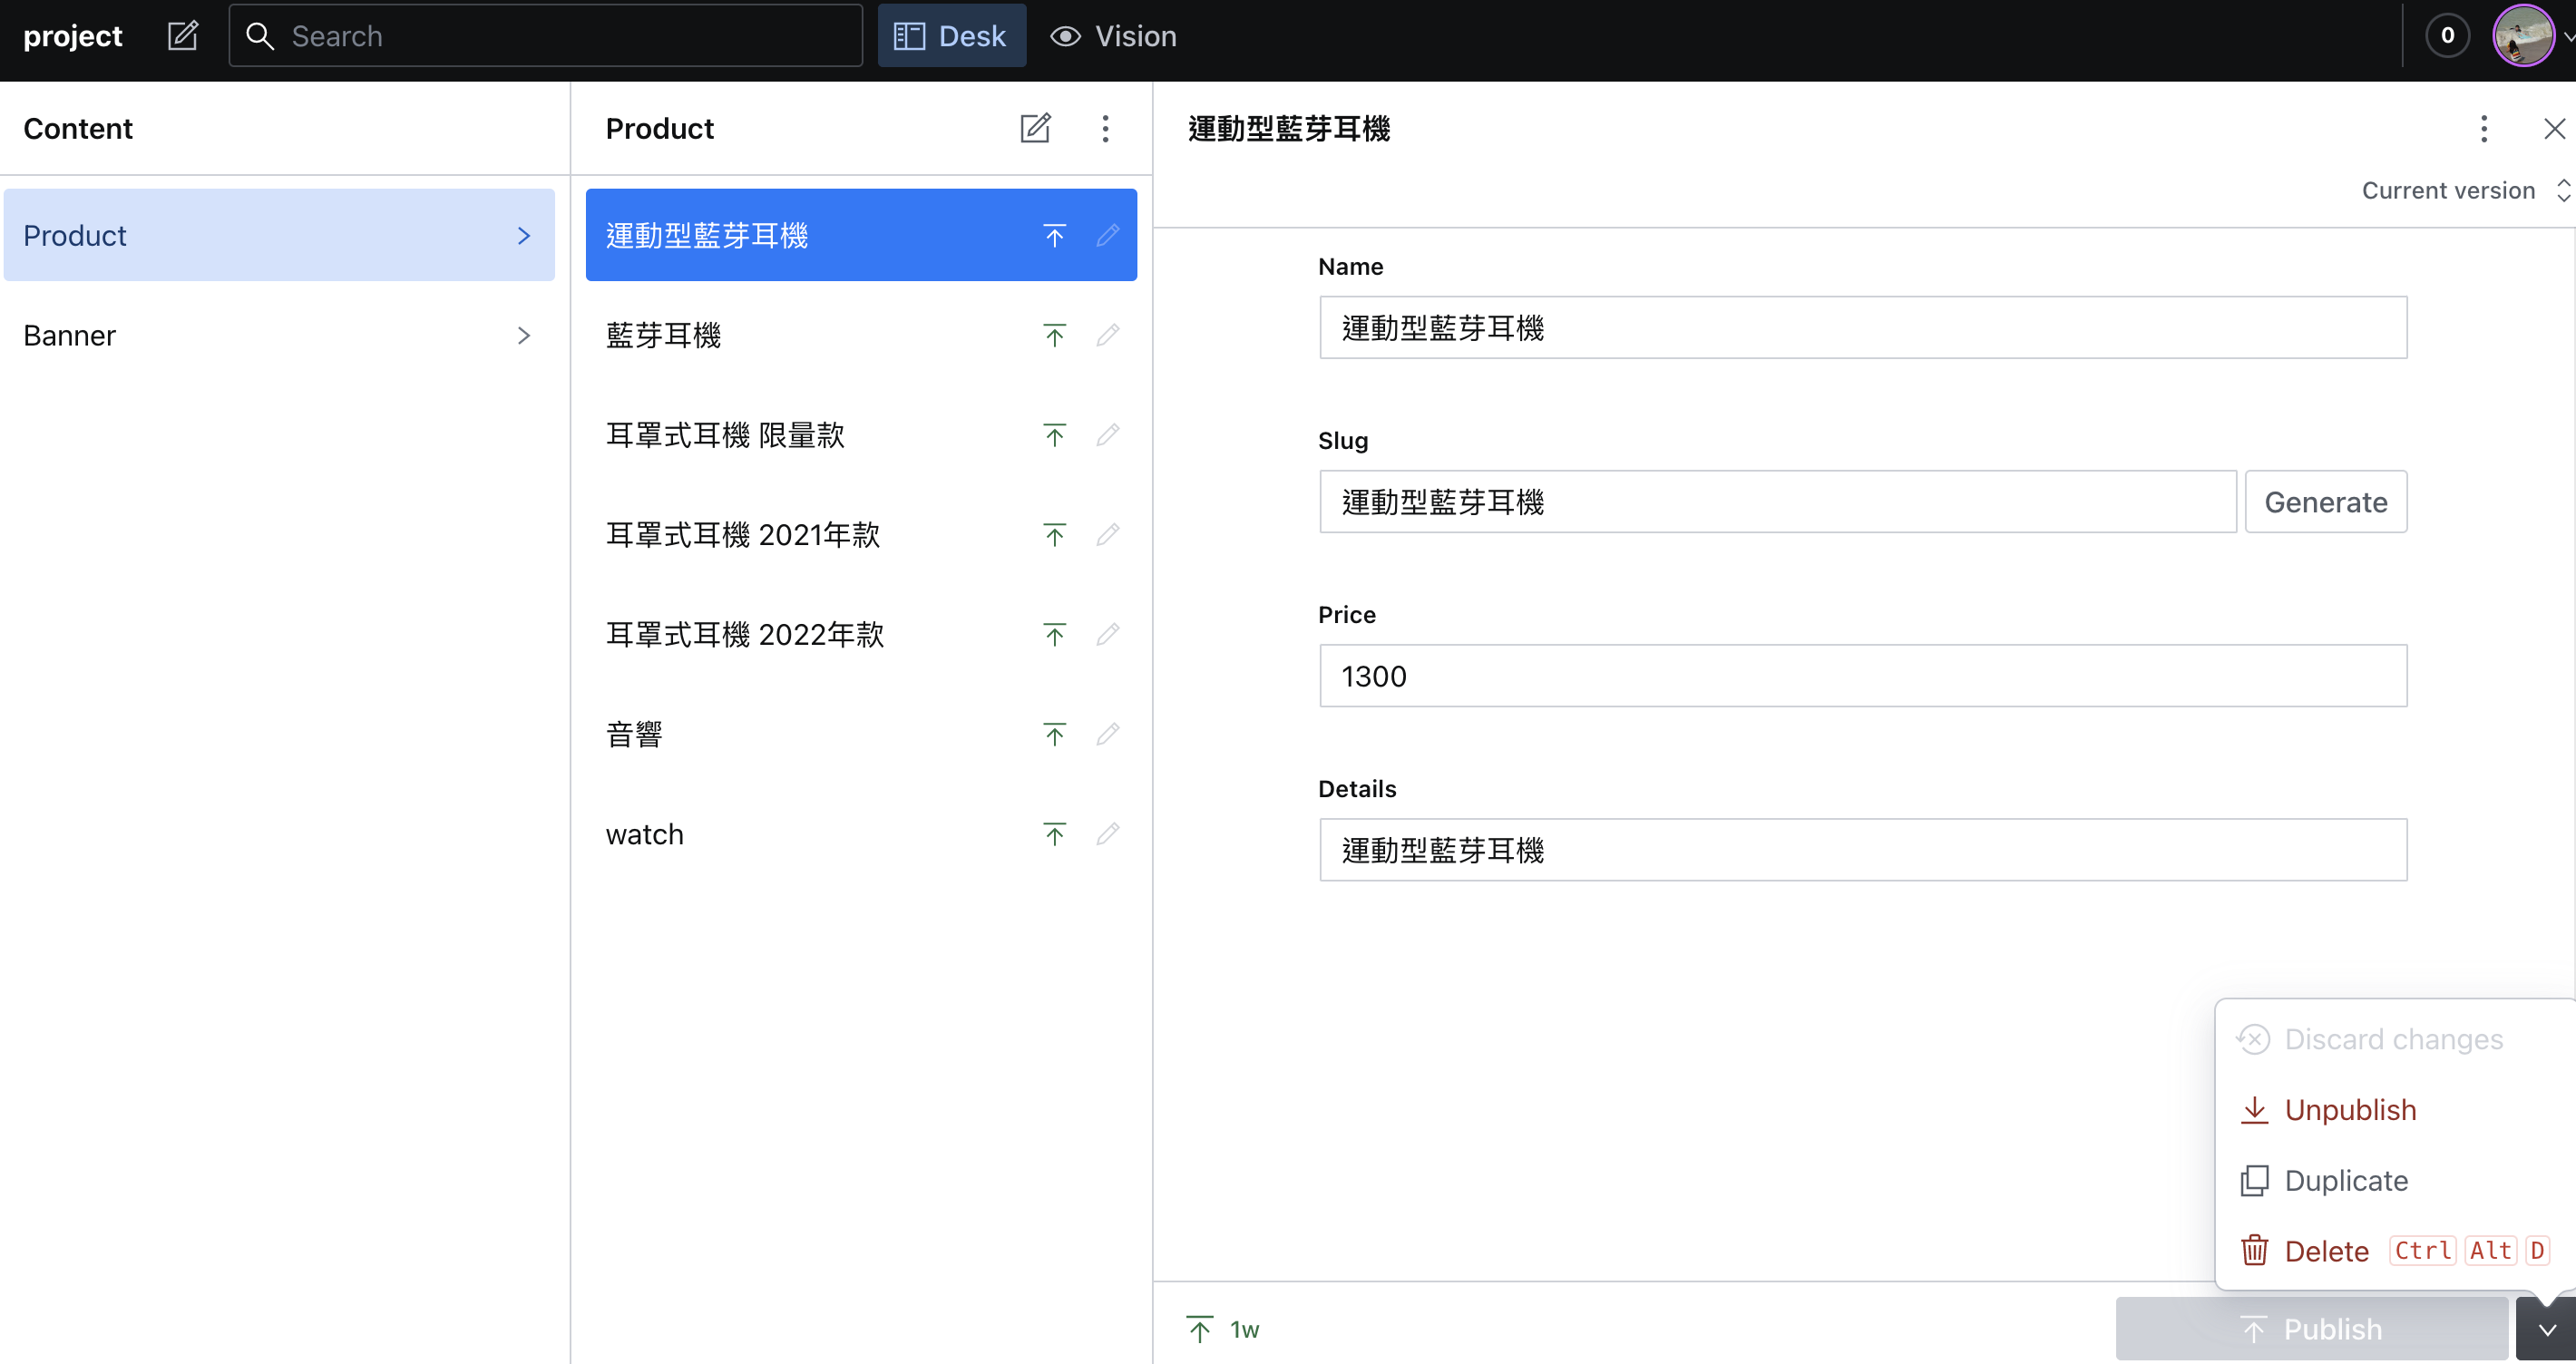 project
Search
Desk
Vision
0
Content
Product
Banner
Product
運動型藍芽耳機
藍芽耳機
耳罩式耳機 限量款
耳罩式耳機 2021年款
耳罩式耳機 2022年款
音響
watch
運動型藍芽耳機
Current version
Name
運動型藍芽耳機
Slug
運動型藍芽耳機
Generate
Price
1300
Details
運動型藍芽耳機
Discard changes
Unpublish
Duplicate
Delete Ctrl Alt D
1w
Publish